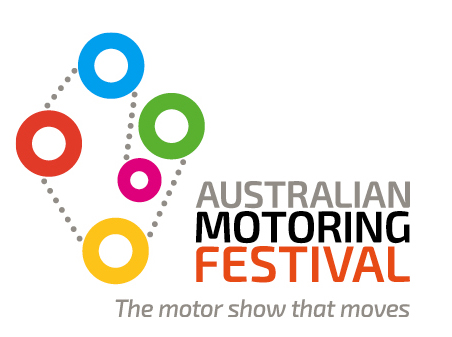 AUSTRALIAN
MOTORING
FESTIVAL
The motor show that moves